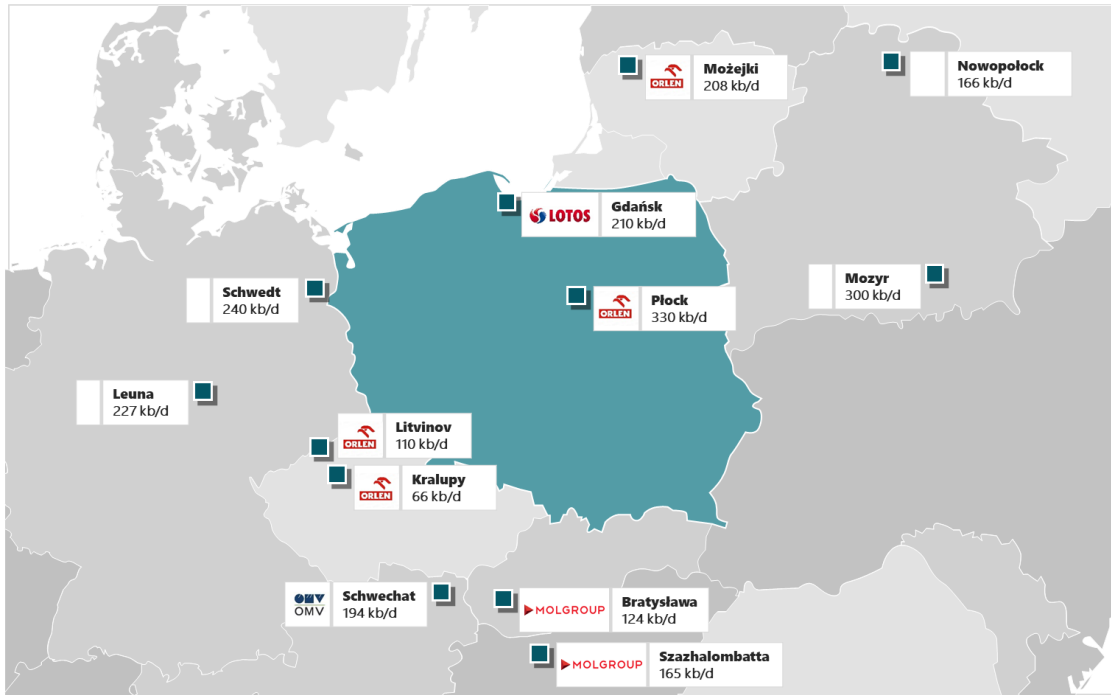 ORLEN
Możejki
208 kb/d
Nowopołock
166 kb/d
LOTOS
Gdańsk
210 kb/d
Schwedt
240 kb/d
ORLEN
Płock
330 kb/d
Mozyr
300 kb/d
Leuna
227 kb/d
ORLEN
Litvinov
110 kb/d
ORLEN
Kralupy
66 kb/d
OMV
OMV
Schwechat
194 kb/d
MOLGROUP
Bratysława
124 kb/d
MOLGROUP
Szazhalombatta
165 kb/d